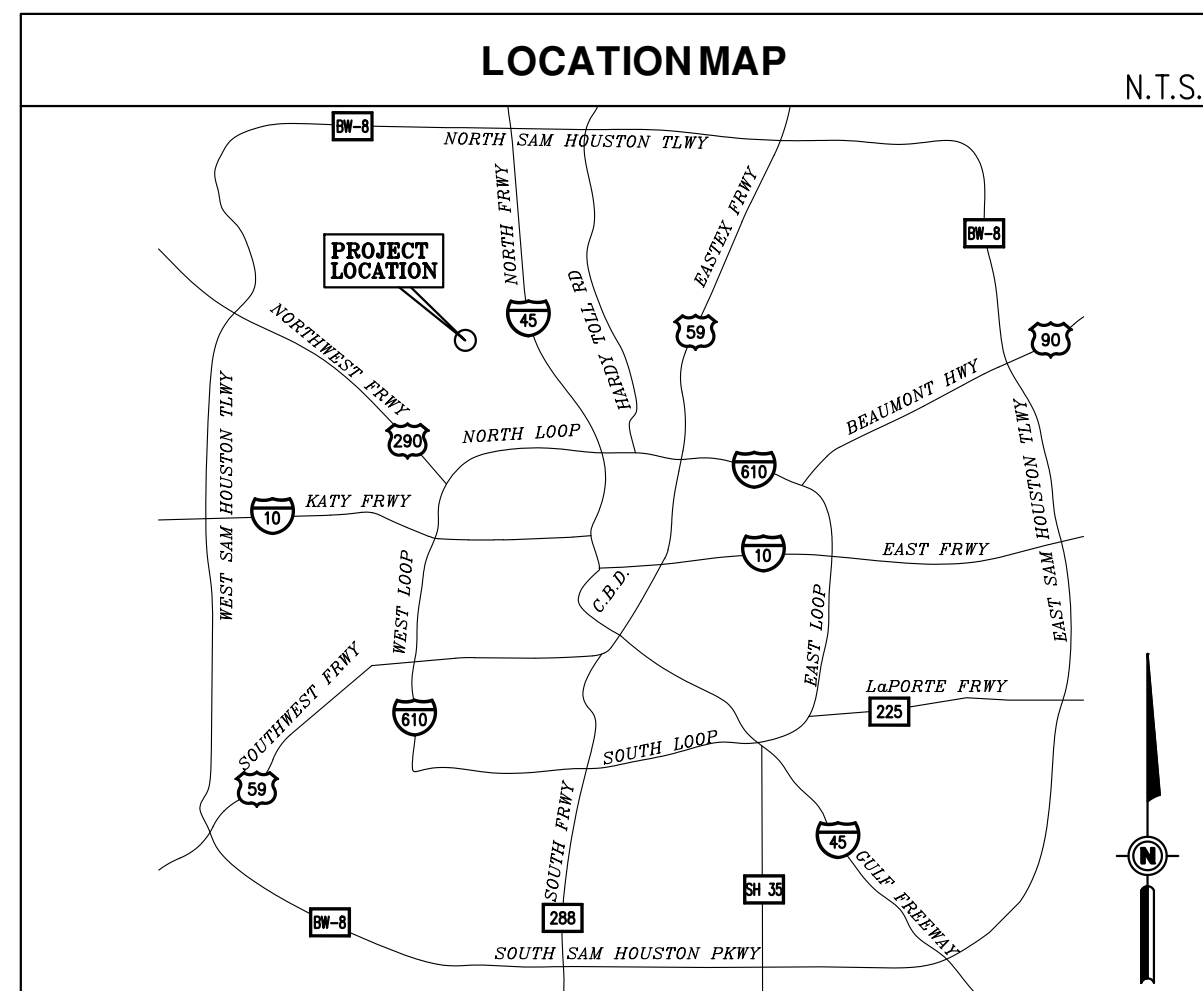 LOCATION MAP
N.T.S.
BW-8
NORTH SAM HOUSTON TLWY
NORTH FRWY
EASTEX FRWY
BW-8
PROJECT
LOCATION
HARDY TOLL RD
45
59
90
NORTHWEST FRWY
BEAUMONT HWY
WEST SAM HOUSTON TLWY
290
NORTH LOOP
EAST SAM HOUSTON TLWY
610
KATY FRWY
10
10
EAST FRWY
WEST LOOP
C.B.D.
EAST LOOP
LaPORTE FRWY
225
SOUTHWEST FRWY
610
SOUTH LOOP
59
SOUTH FRWY
45
GULF FREEWAY
N
SH 35
288
BW-8
SOUTH SAM HOUSTON PKWY